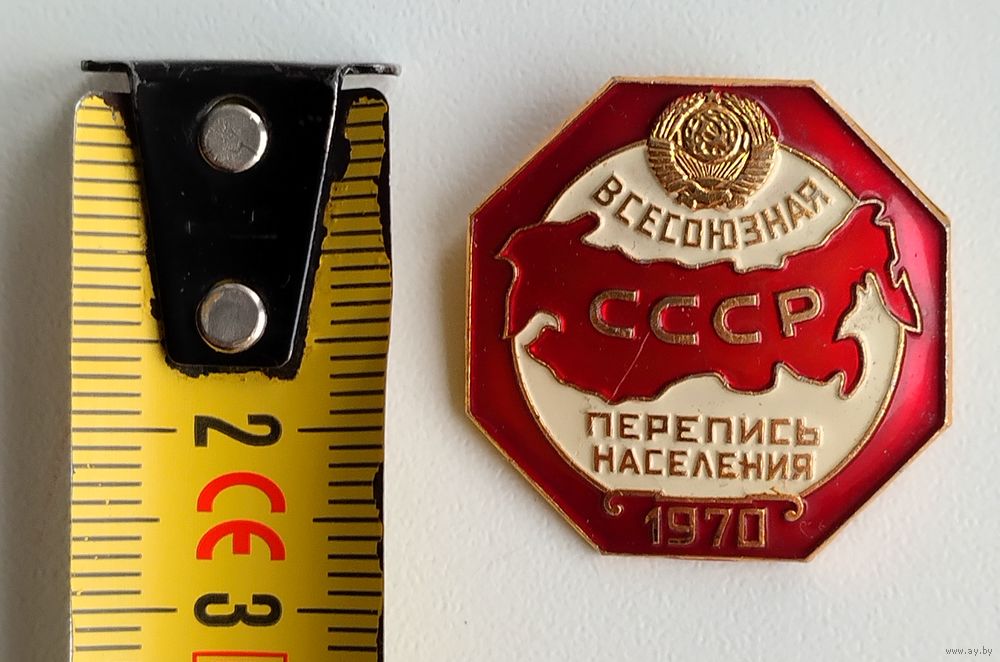 2
CE
3
ВСЕСОЮЗНАЯ
СССР
ПЕРЕПИСЬ
НАСЕЛЕНИЯ
1970
www.ay.by